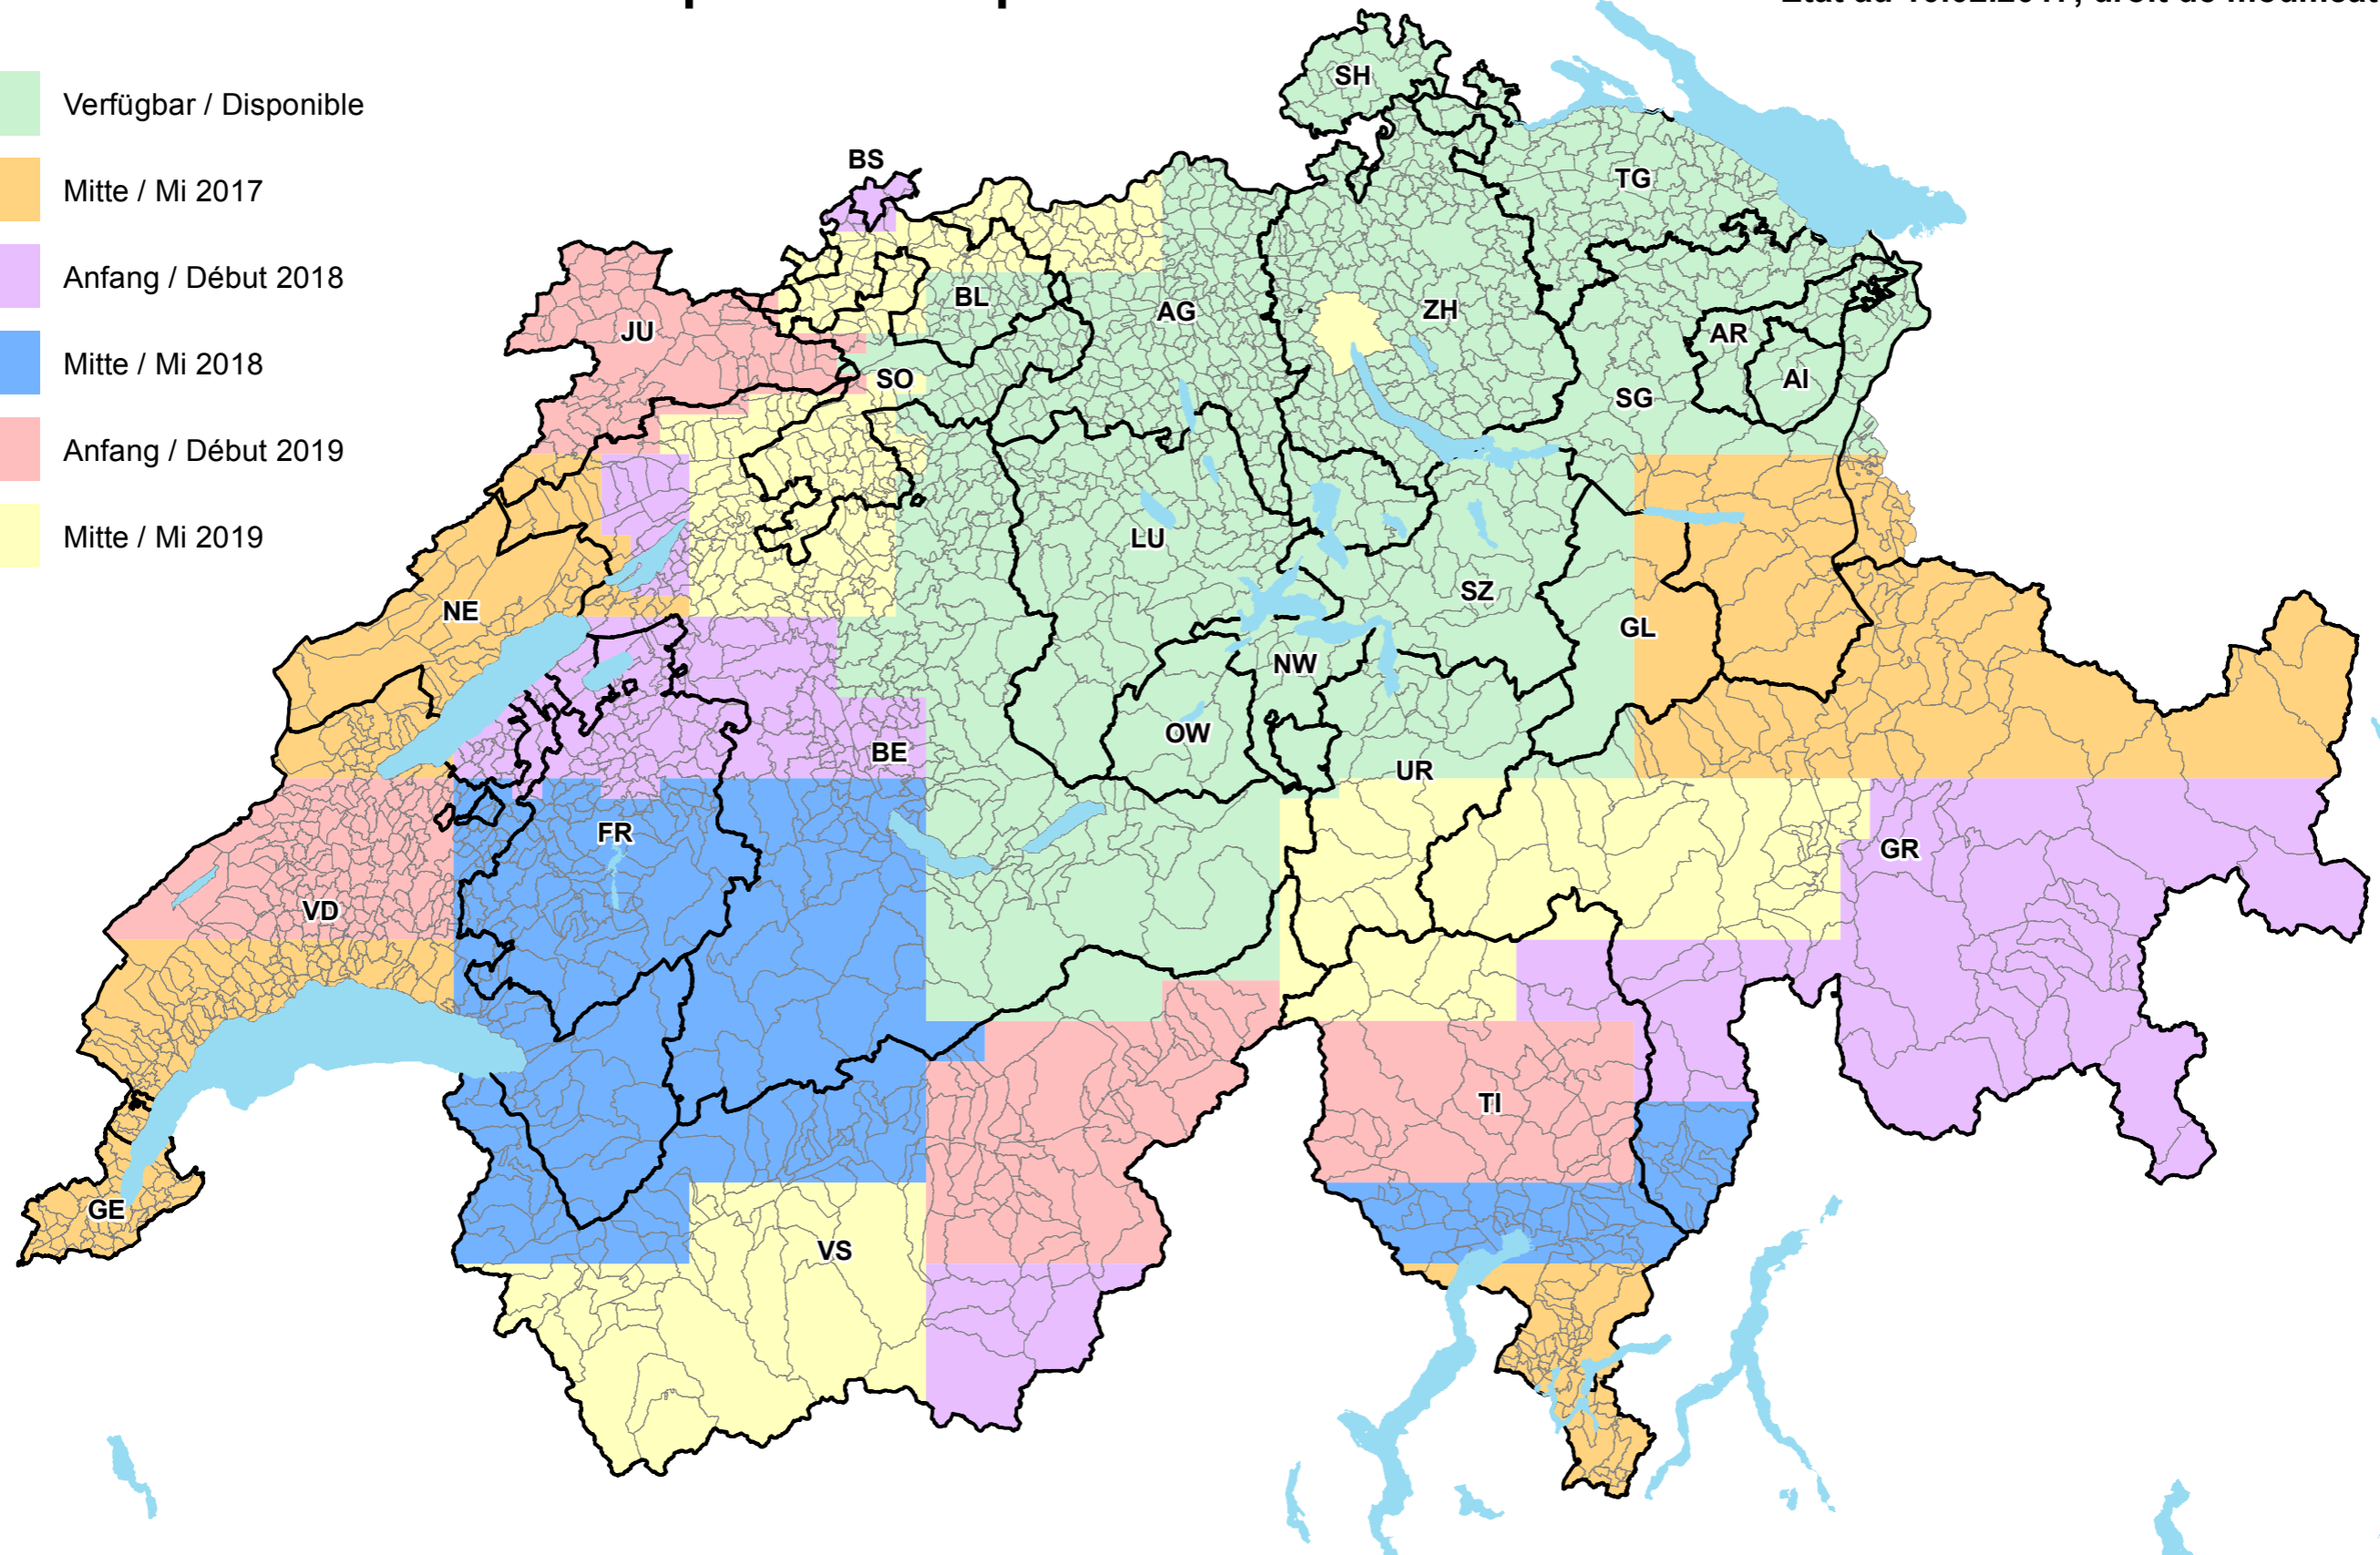 Verfügbar / Disponible
Mitte / Mi 2017
Anfang / Début 2018
Mitte / Mi 2018
Anfang / Début 2019
Mitte / Mi 2019
SH
BS
TG
BL
AG
ZH
JU
AR
SO
AI
SG
LU
SZ
NE
GL
NW
OW
BE
UR
FR
GR
VD
TI
GE
VS